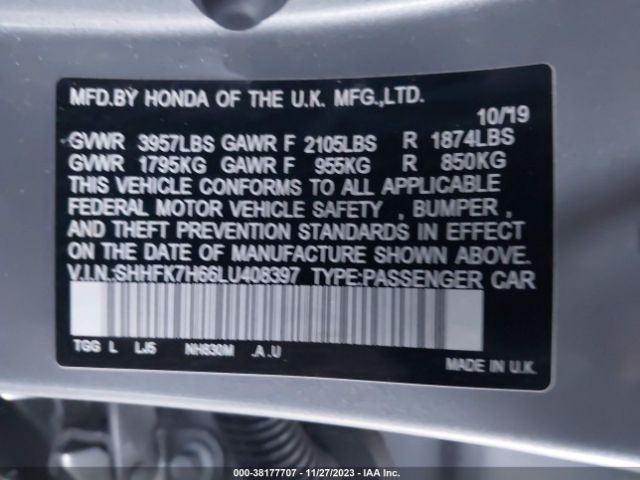 MFD.BY HONDA OF THE U.K. MFG.,LTD.
10/19
GVWR 3957LBS GAWR F 2105LBS R 1874LBS
GVWR 1795KG GAWR F 955KG R 850KG
THIS VEHICLE CONFORMS TO ALL APPLICABLE
FEDERAL MOTOR VEHICLE SAFETY , BUMPER ,
AND THEFT PREVENTION STANDARDS IN EFFECT
ON THE DATE OF MANUFACTURE SHOWN ABOVE.
V.I.N.:SHHFK7H66LU408397 TYPE:PASSENGER CAR
TGG L LJ5 NH830M .A .U
MADE IN U.K.
000-38177707 - 11/27/2023 - IAA Inc.